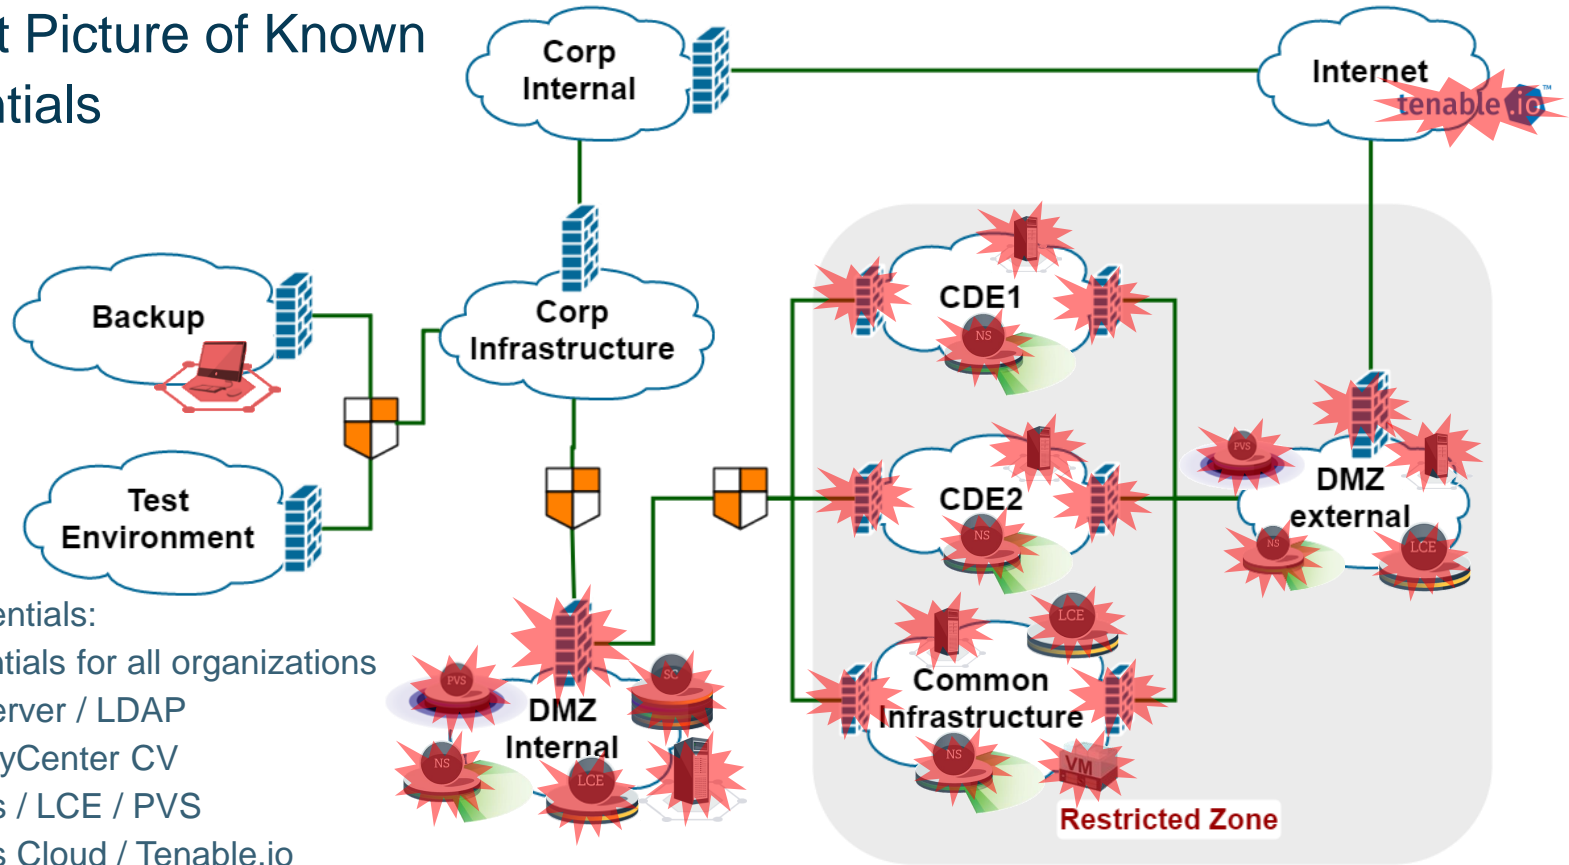 t Picture of Known
ntials
Corp
Internal
Internet
tenable.io™
Backup
Corp
Infrastructure
CDE1
NS
Test
Environment
CDE2
NS
PVS
DMZ
external
NS
LCE
entials:
ntials for all organizations
erver / LDAP
yCenter CV
s / LCE / PVS
s Cloud / Tenable.io
PVS
SC
DMZ
Internal
NS
LCE
LCE
Common
Infrastructure
NS
VM
Restricted Zone